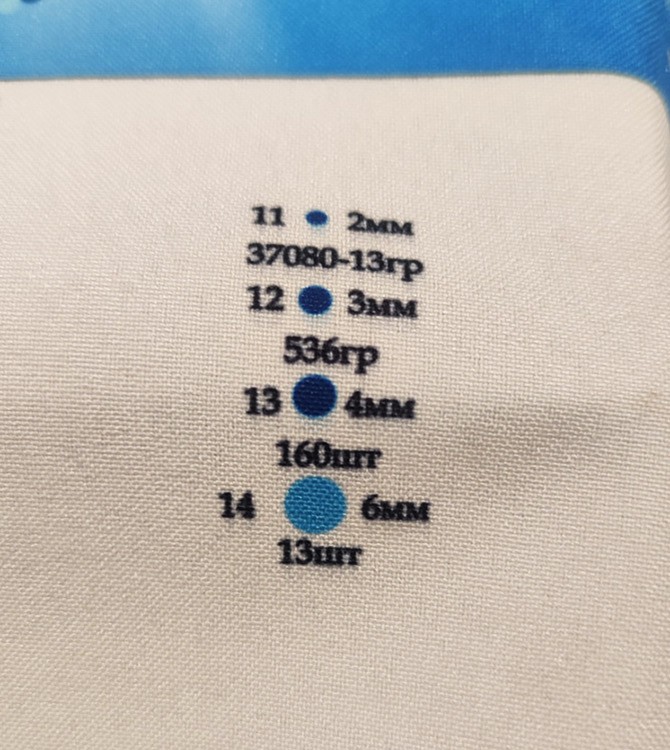 11 2мм
37080-13гр
12 3мм
536гр
13 4мм
160шт
14 6мм
13шт